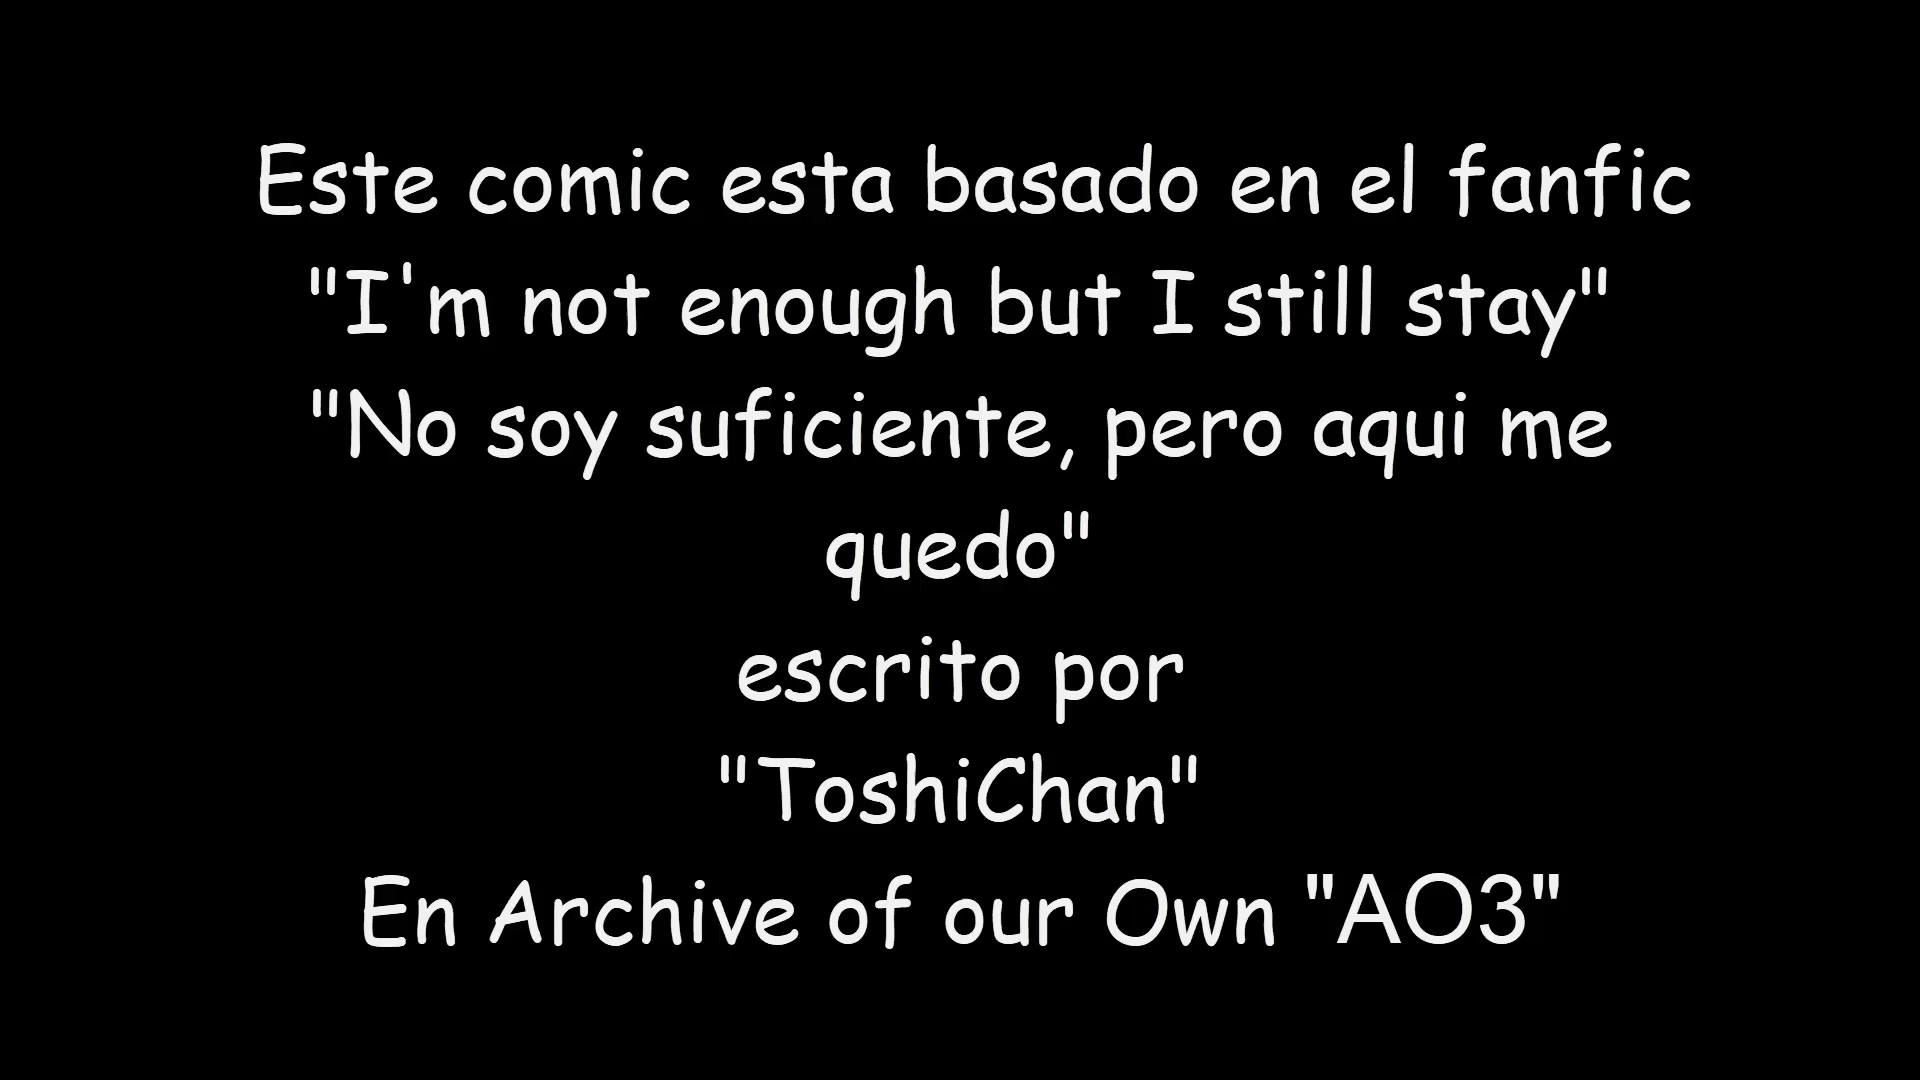 Este comic esta basado en el fanfic
"I'm not enough but I still stay"
"No soy suficiente, pero aqui me
quedo"
escrito por
"ToshiChan"
En Archive of our Own "AO3"